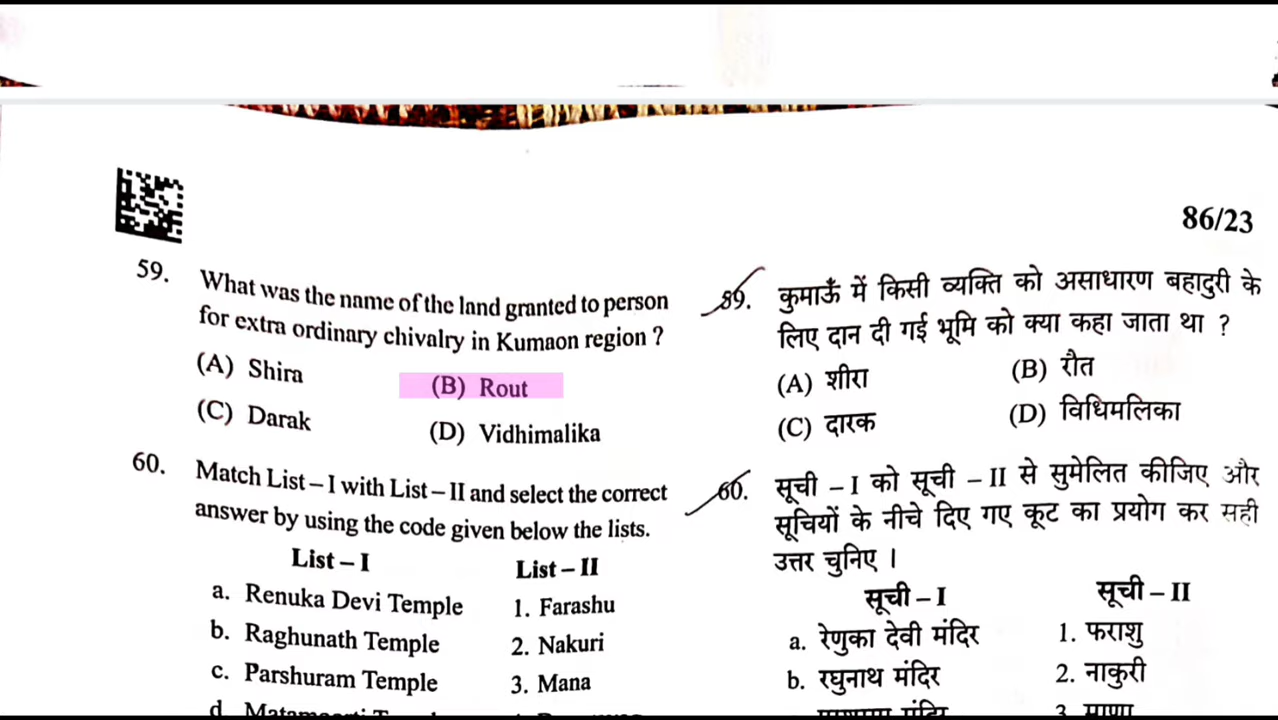 86/23
59. What was the name of the land granted to person
for extra ordinary chivalry in Kumaon region ?
(A) Shira (B) Rout
(C) Darak (D) Vidhimalika
60. Match List – I with List – II and select the correct
answer by using the code given below the lists.
List – I List – II
a. Renuka Devi Temple 1. Farashu
b. Raghunath Temple 2. Nakuri
c. Parshuram Temple 3. Mana
d.
59. कुमाऊँ में किसी व्यक्ति को असाधारण बहादुरी के
लिए दान दी गई भूमि को क्या कहा जाता था ?
(A) शीरा (B) रौत
(C) दारक (D) विधिमलिका
60. सूची – I को सूची – II से सुमेलित कीजिए और
सूचियों के नीचे दिए गए कूट का प्रयोग कर सही
उत्तर चुनिए ।
सूची – I सूची – II
a. रेणुका देवी मंदिर 1. फराशु
b. रघुनाथ मंदिर 2. नाकुरी
मंदिर 3. माणा